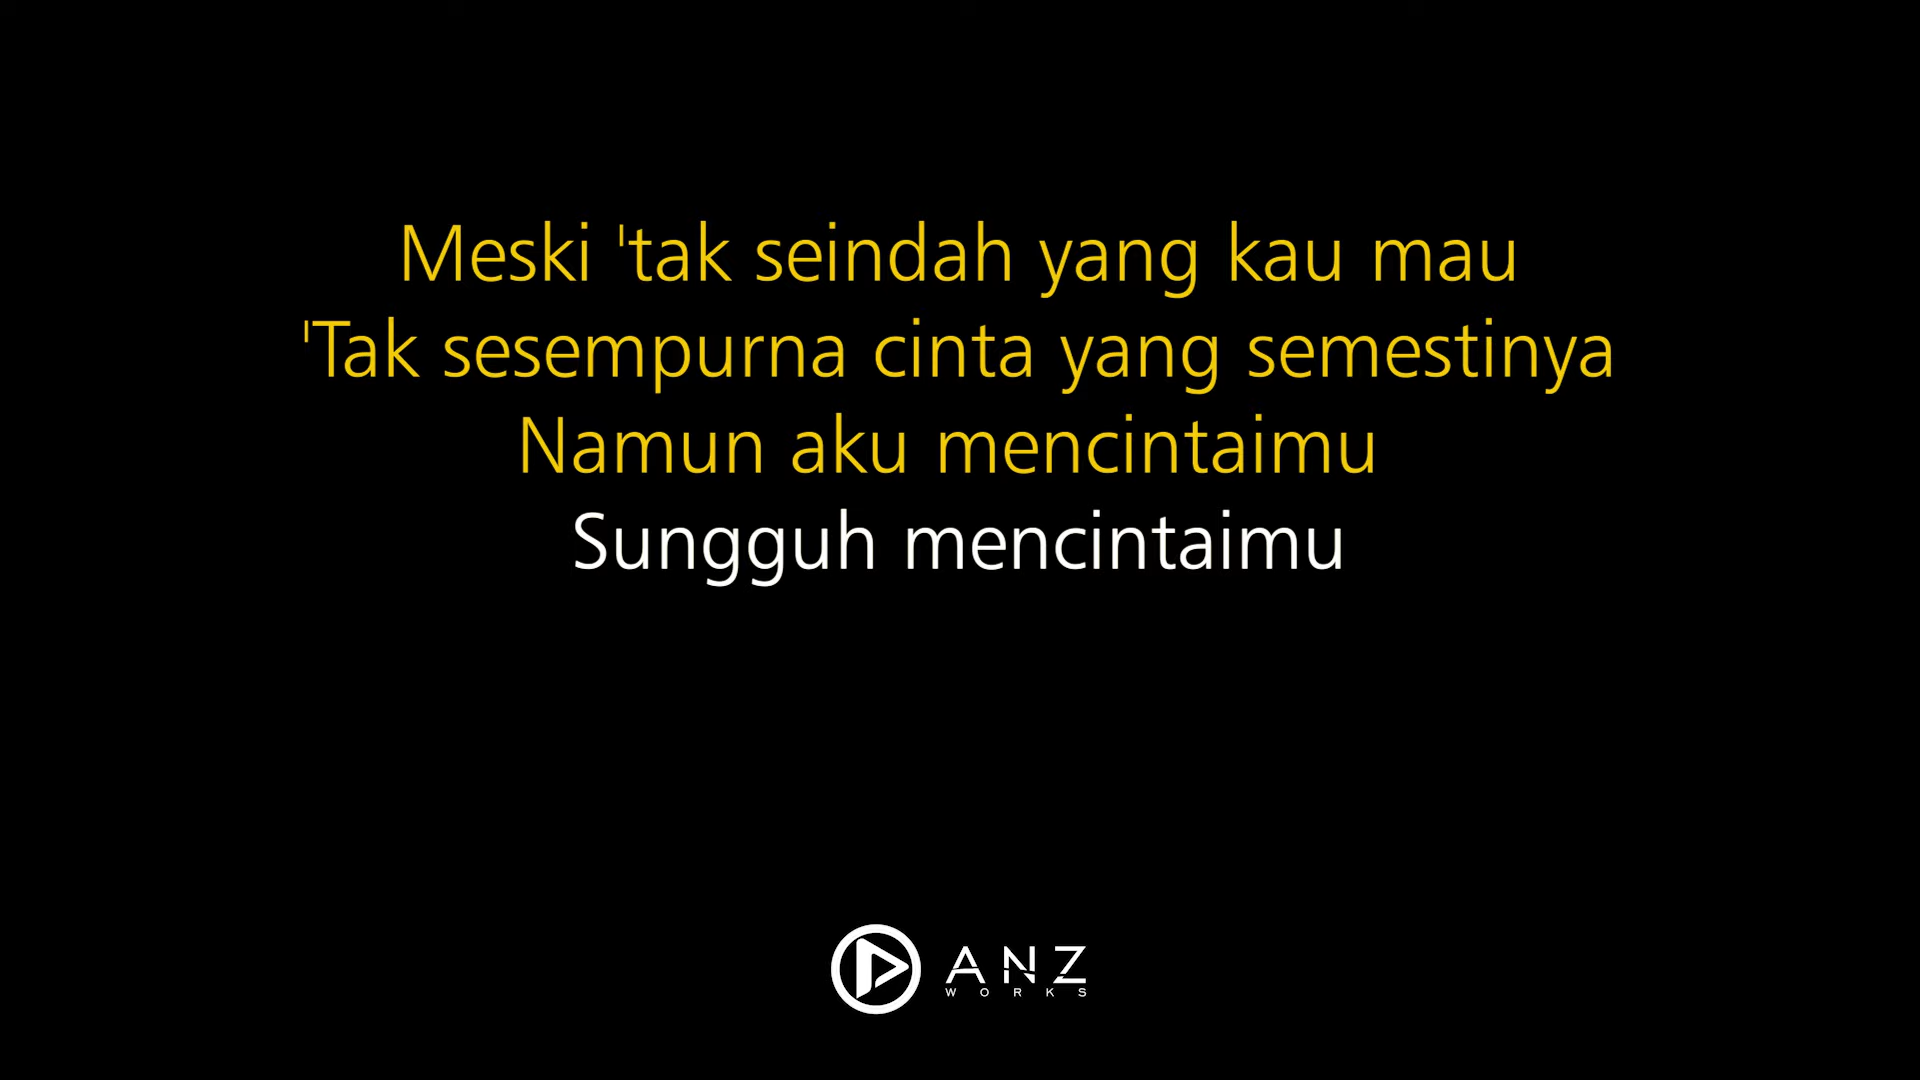 Meski 'tak seindah yang kau mau
'Tak sesempurna cinta yang semestinya
Namun aku mencintaimu
Sungguh mencintaimu
ANZ
WORKS